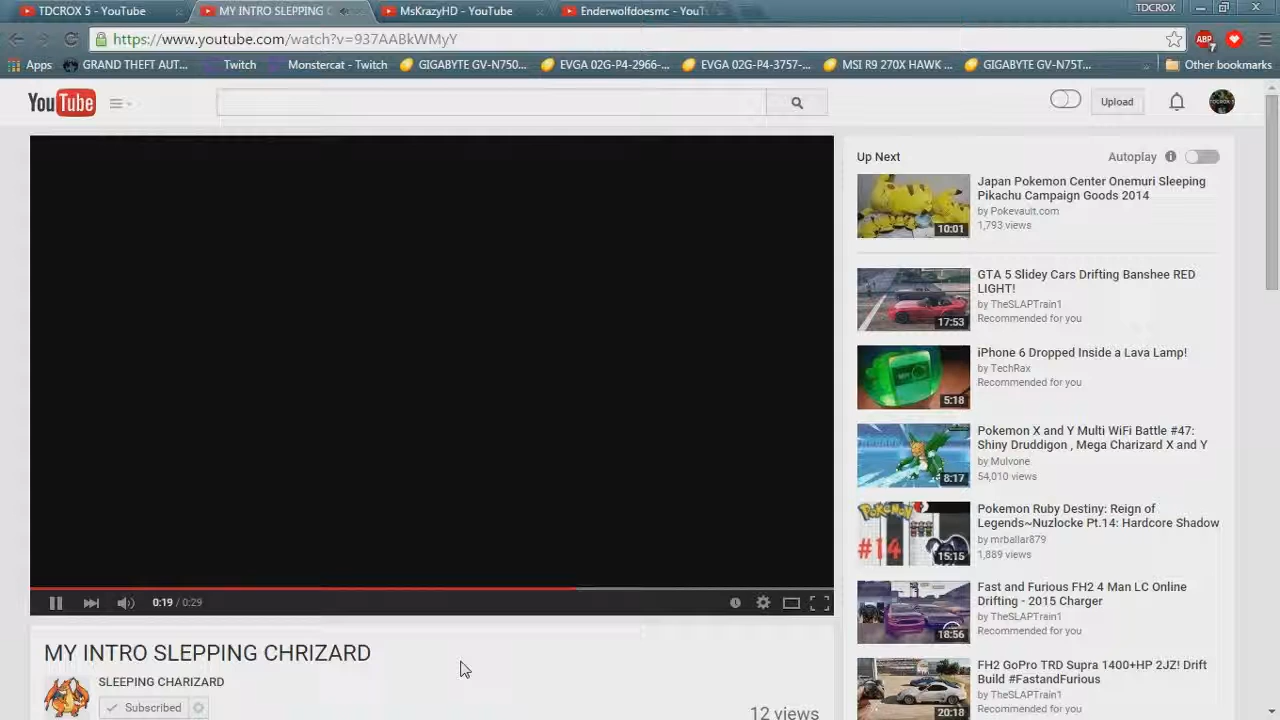 TDCROX 5 - YouTube
MY INTRO SLEPPING C
MsKrazyHD - YouTube
Enderwolfdoesmc - YouT
TDCROX
https://www.youtube.com/watch?v=937AABkWMyY
ABP
7
Apps
GRAND THEFT AUT...
Twitch
Monstercat - Twitch
GIGABYTE GV-N750...
EVGA 02G-P4-2966-...
EVGA 02G-P4-3757-...
MSI R9 270X HAWK ...
GIGABYTE GV-N75T...
»
Other bookmarks
YouTube
Upload
Up Next
Autoplay
Japan Pokemon Center Onemuri Sleeping
Pikachu Campaign Goods 2014
by Pokevault.com
1,793 views
10:01
GTA 5 Slidey Cars Drifting Banshee RED
LIGHT!
by TheSLAPTrain1
Recommended for you
17:53
iPhone 6 Dropped Inside a Lava Lamp!
by TechRax
Recommended for you
5:18
Pokemon X and Y Multi WiFi Battle #47:
Shiny Druddigon , Mega Charizard X and Y
by Mulvone
54,010 views
8:17
Pokemon Ruby Destiny: Reign of
Legends~Nuzlocke Pt.14: Hardcore Shadow
by mrballar879
1,889 views
POKéMON
#14
15:15
Fast and Furious FH2 4 Man LC Online
Drifting - 2015 Charger
by TheSLAPTrain1
Recommended for you
18:56
FH2 GoPro TRD Supra 1400+HP 2JZ! Drift
Build #FastandFurious
by TheSLAPTrain1
Recommended for you
20:18
0:19 / 0:29
MY INTRO SLEPPING CHRIZARD
SLEEPING CHARIZARD
Subscribed
12 views